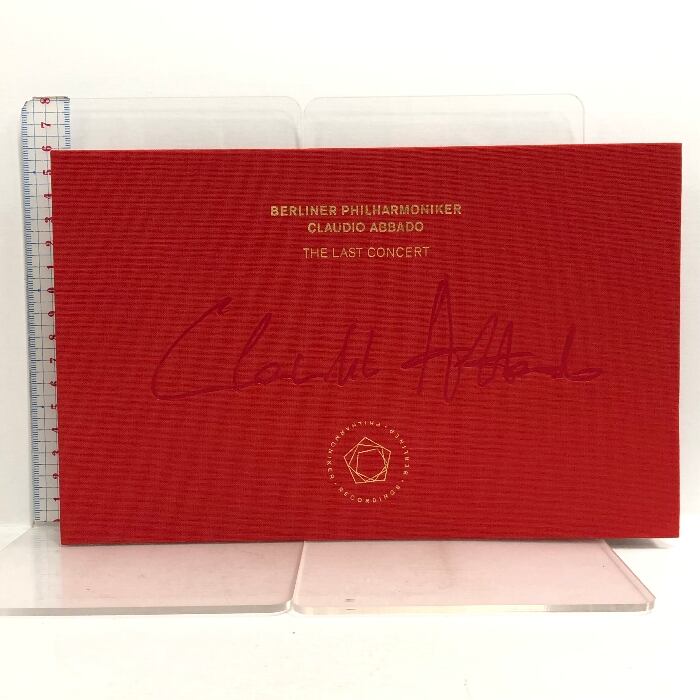 BERLINER PHILHARMONIKER
CLAUDIO ABBADO
THE LAST CONCERT
Claudio Abbado
BERLINER · PHILHARMONIKER · RECORDINGS ·